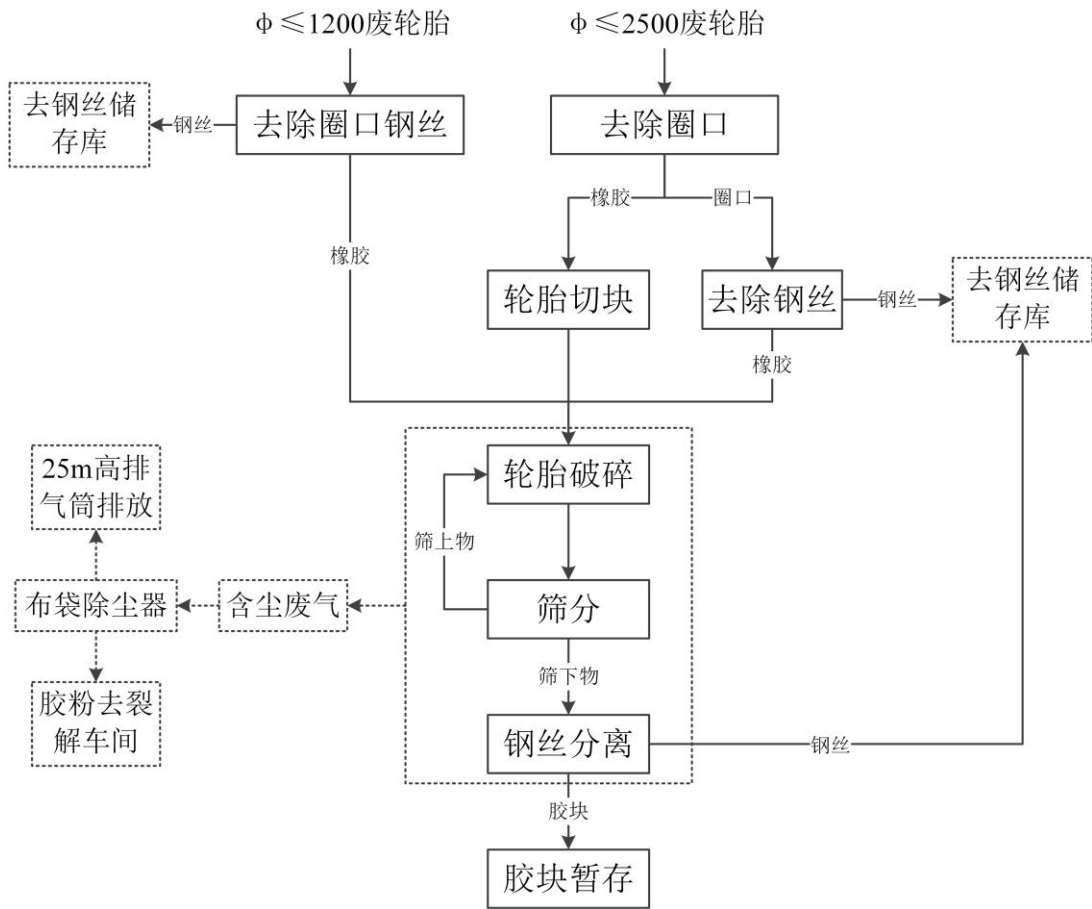 φ≤1200废轮胎
φ≤2500废轮胎
去钢丝储
存库
钢丝
去除圈口钢丝
去除圈口
橡胶
圈口
橡胶
轮胎切块
去除钢丝
钢丝
去钢丝储
存库
橡胶
25m高排
气筒排放
轮胎破碎
筛上物
布袋除尘器
含尘废气
筛分
筛下物
胶粉去裂
解车间
钢丝分离
钢丝
胶块
胶块暂存